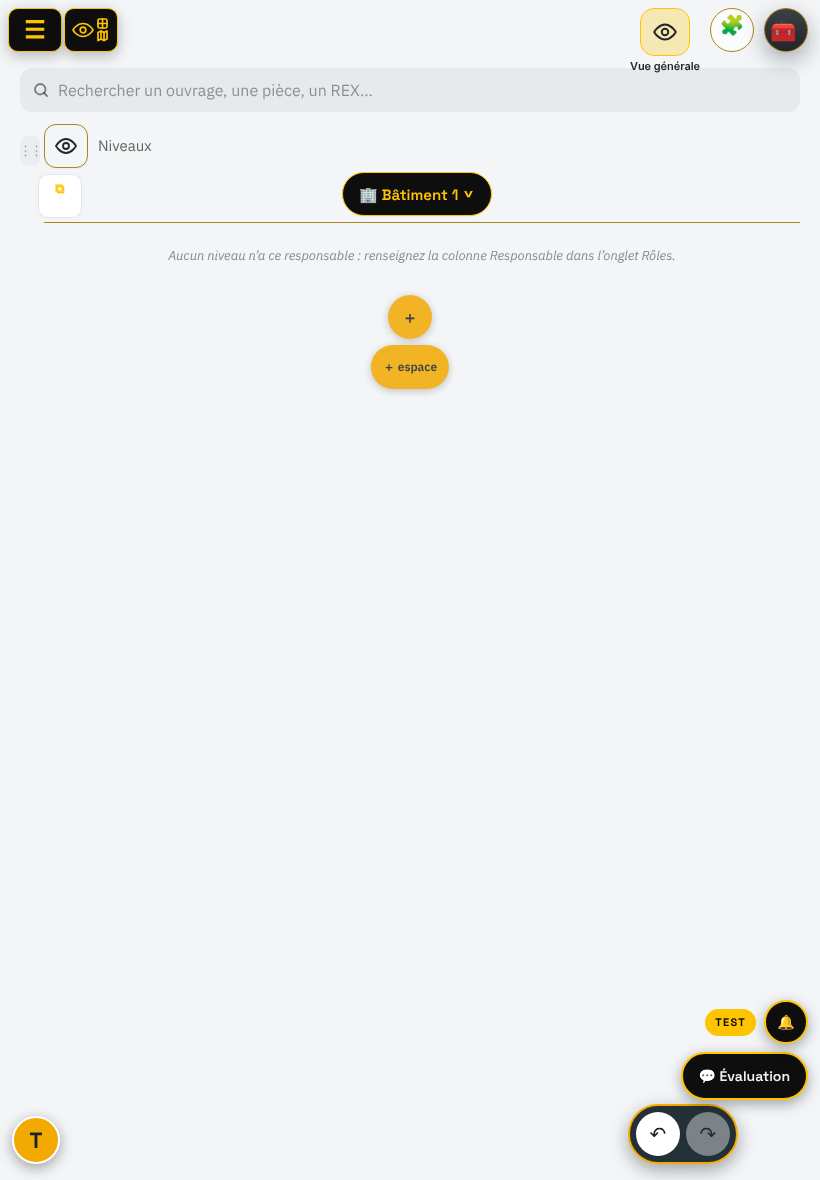 Vue générale
Rechercher un ouvrage, une pièce, un REX...
Niveaux
Bâtiment 1
Aucun niveau n'a ce responsable : renseignez la colonne Responsable dans l'onglet Rôles.
+
+ espace
TEST
Évaluation
T